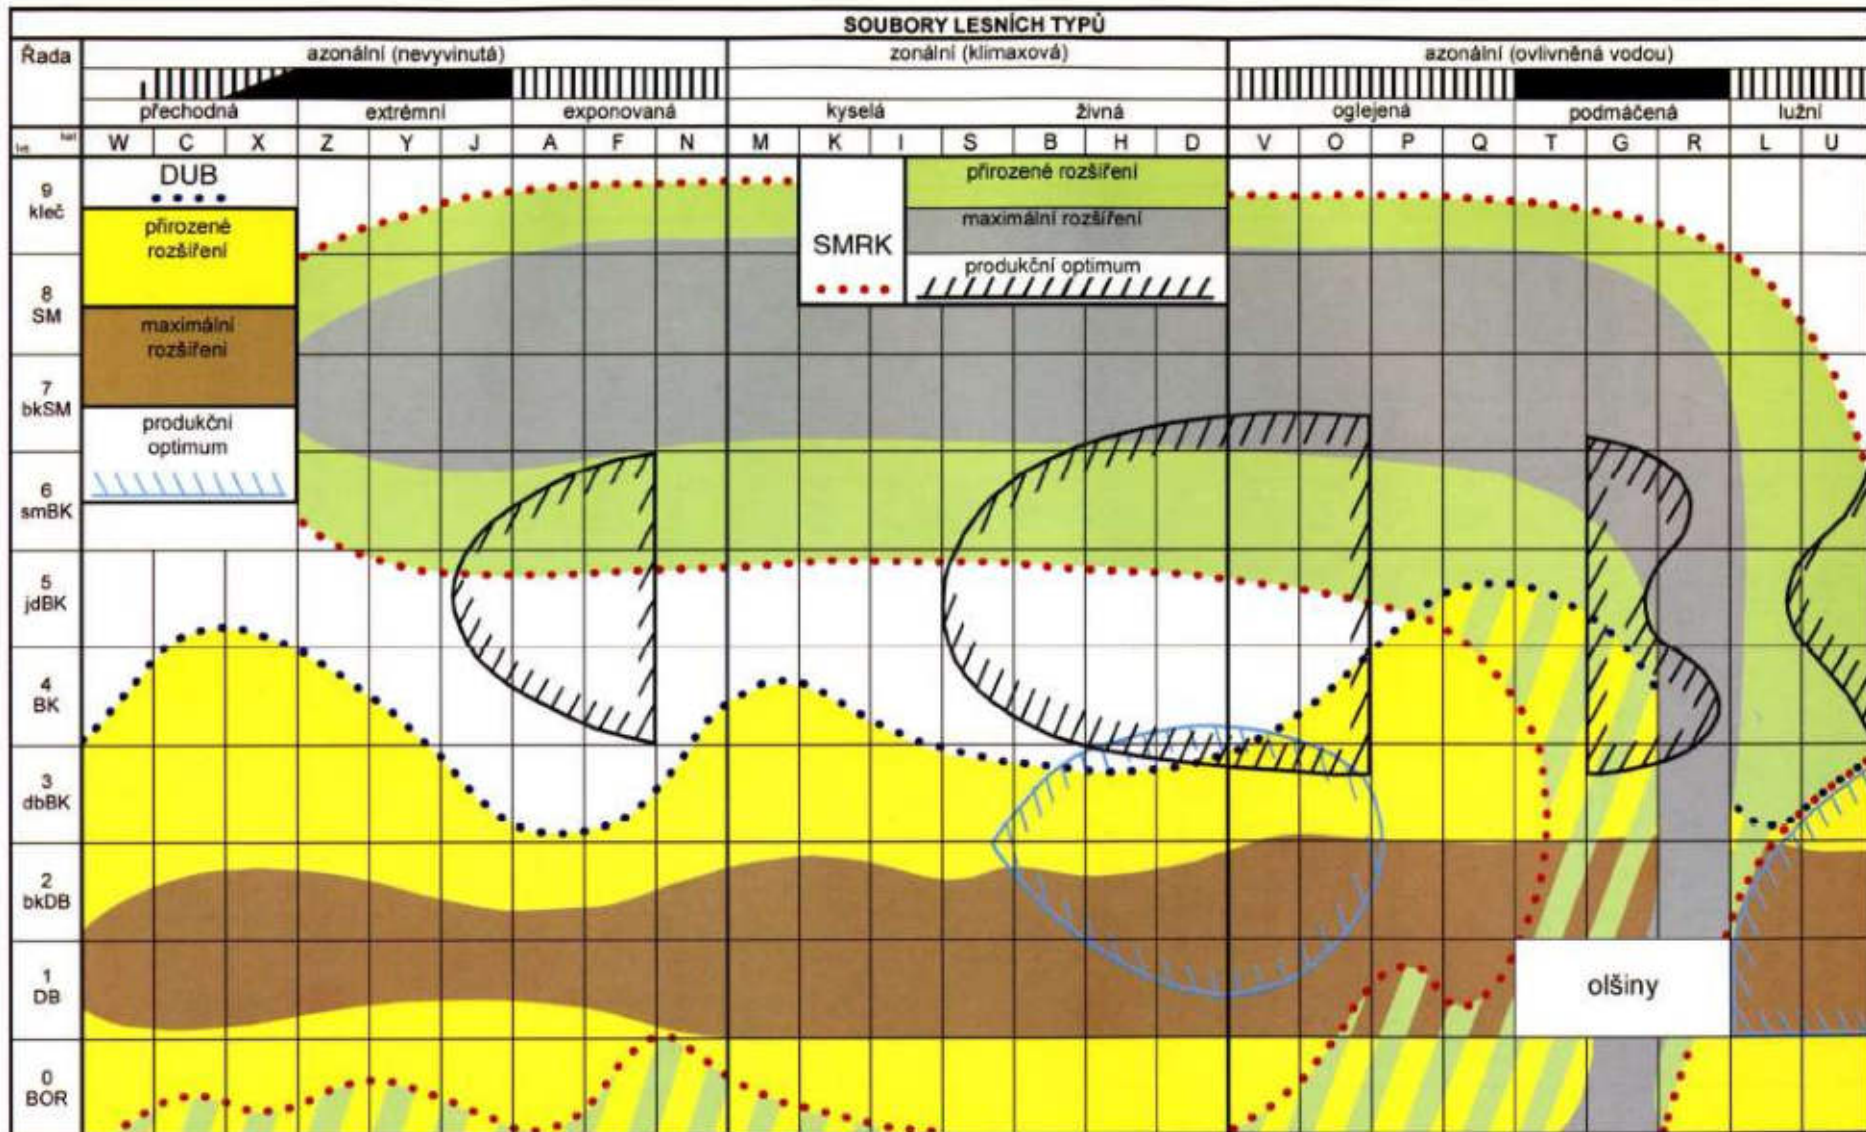 SOUBORY LESNÍCH TYPŮ
Řada azonální (nevyvinutá) zonální (klimaxová) azonální (ovlivněná vodou)
přechodná extrémní exponovaná kyselá živná oglejená podmáčená lužní
W C X Z Y J A F N M K I S B H D V O P Q T G R L U
9
kleč
8
SM
7
bkSM
6
smBK
5
jdBK
4
BK
3
dbBK
2
bkDB
1
DB
0
BOR
DUB
přirozené
rozšíření
maximální
rozšíření
produkční
optimum
SMRK
přirozené rozšíření
maximální rozšíření
produkční optimum
olšiny